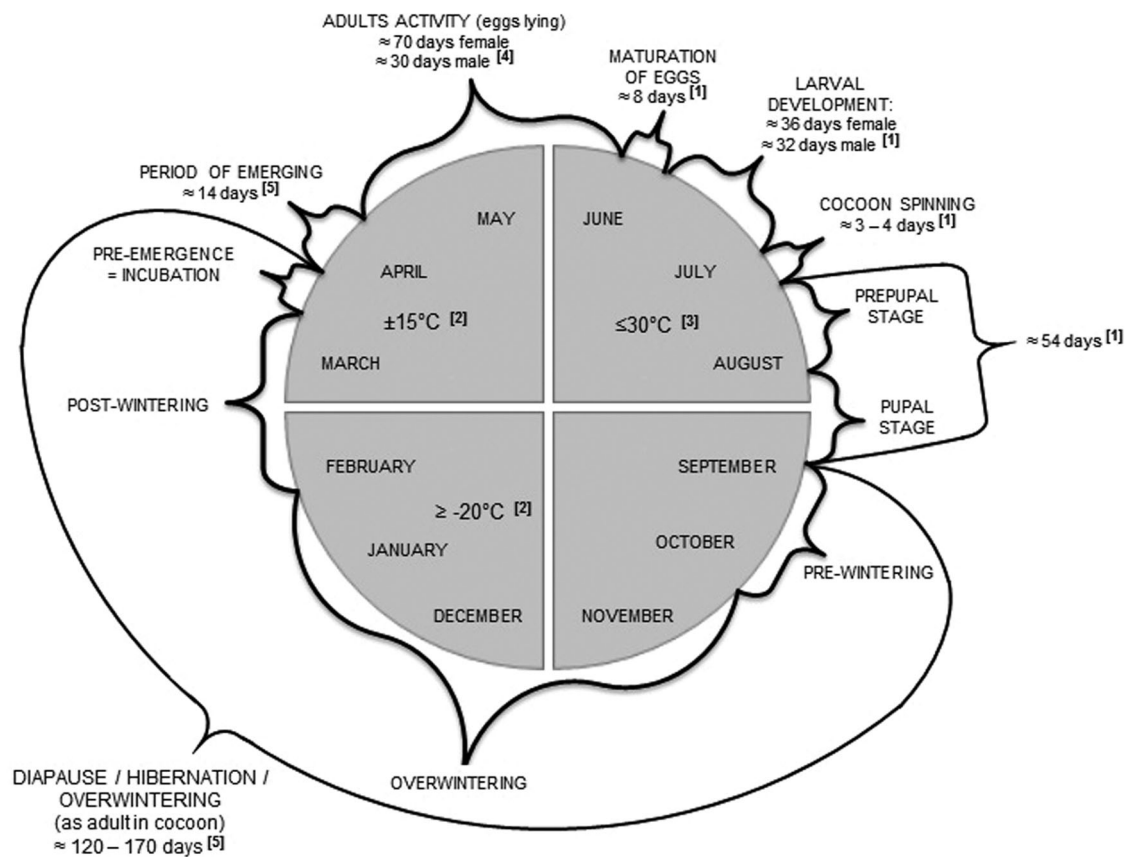 ADULTS ACTIVITY (eggs lying)
≈ 70 days female
≈ 30 days male [4]
MATURATION
OF EGGS
≈ 8 days [1]
LARVAL
DEVELOPMENT:
≈ 36 days female
≈ 32 days male [1]
PERIOD OF EMERGING
≈ 14 days [5]
COCOON SPINNING
≈ 3 – 4 days [1]
PRE-EMERGENCE
= INCUBATION
MAY
JUNE
APRIL
JULY
PREPUPAL
STAGE
±15°C [2]
≤30°C [3]
≈ 54 days [1]
MARCH
AUGUST
POST-WINTERING
PUPAL
STAGE
FEBRUARY
SEPTEMBER
≥ -20°C [2]
JANUARY
OCTOBER
PRE-WINTERING
DECEMBER
NOVEMBER
OVERWINTERING
DIAPAUSE / HIBERNATION /
OVERWINTERING
(as adult in cocoon)
≈ 120 – 170 days [5]